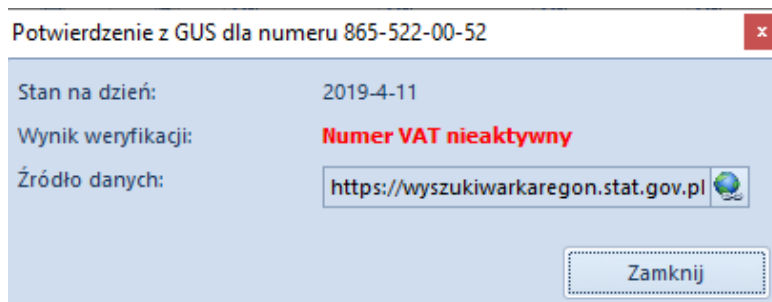 Potwierdzenie z GUS dla numeru 865-522-00-52
x
Stan na dzień: 2019-4-11
Wynik weryfikacji: Numer VAT nieaktywny
Źródło danych: https://wyszukiwarkaregon.stat.gov.pl
Zamknij